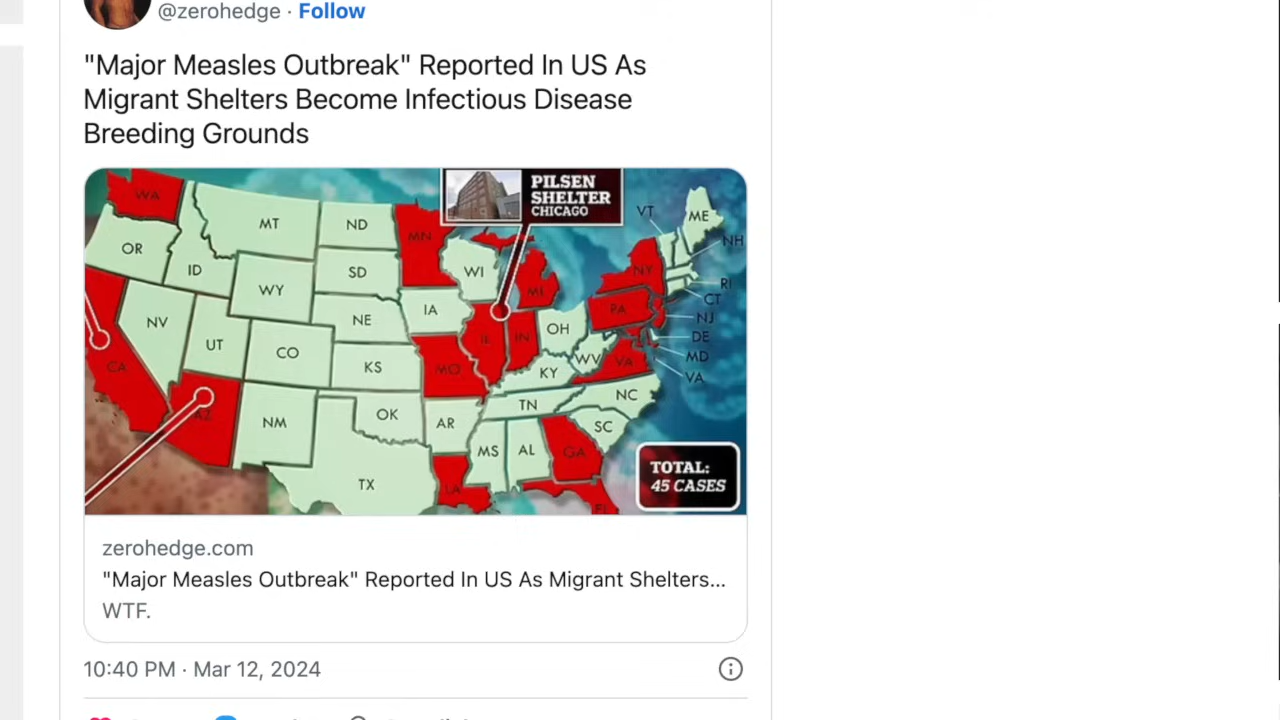 @zerohedge · Follow
"Major Measles Outbreak" Reported In US As
Migrant Shelters Become Infectious Disease
Breeding Grounds
PILSEN
SHELTER
CHICAGO
WA
MT
ND
MN
VT
ME
OR
ID
SD
WI
NH
WY
MI
NY
RI
IA
CT
NV
NE
PA
NJ
UT
CO
IL
IN
OH
DE
CA
KS
MO
WV
VA
MD
KY
VA
AZ
NM
OK
AR
TN
NC
SC
MS
AL
GA
TX
LA
FL
TOTAL:
45 CASES
zerohedge.com
"Major Measles Outbreak" Reported In US As Migrant Shelters...
WTF.
10:40 PM · Mar 12, 2024